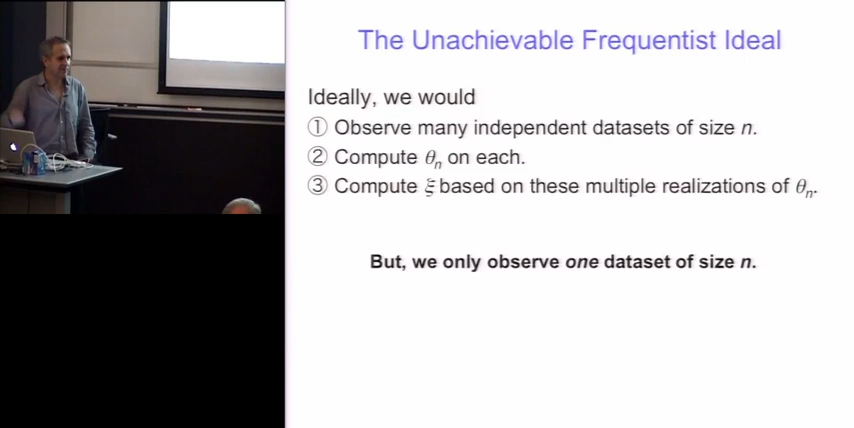 The Unachievable Frequentist Ideal
Ideally, we would
① Observe many independent datasets of size n.
② Compute θn on each.
③ Compute ξ based on these multiple realizations of θn.
But, we only observe one dataset of size n.